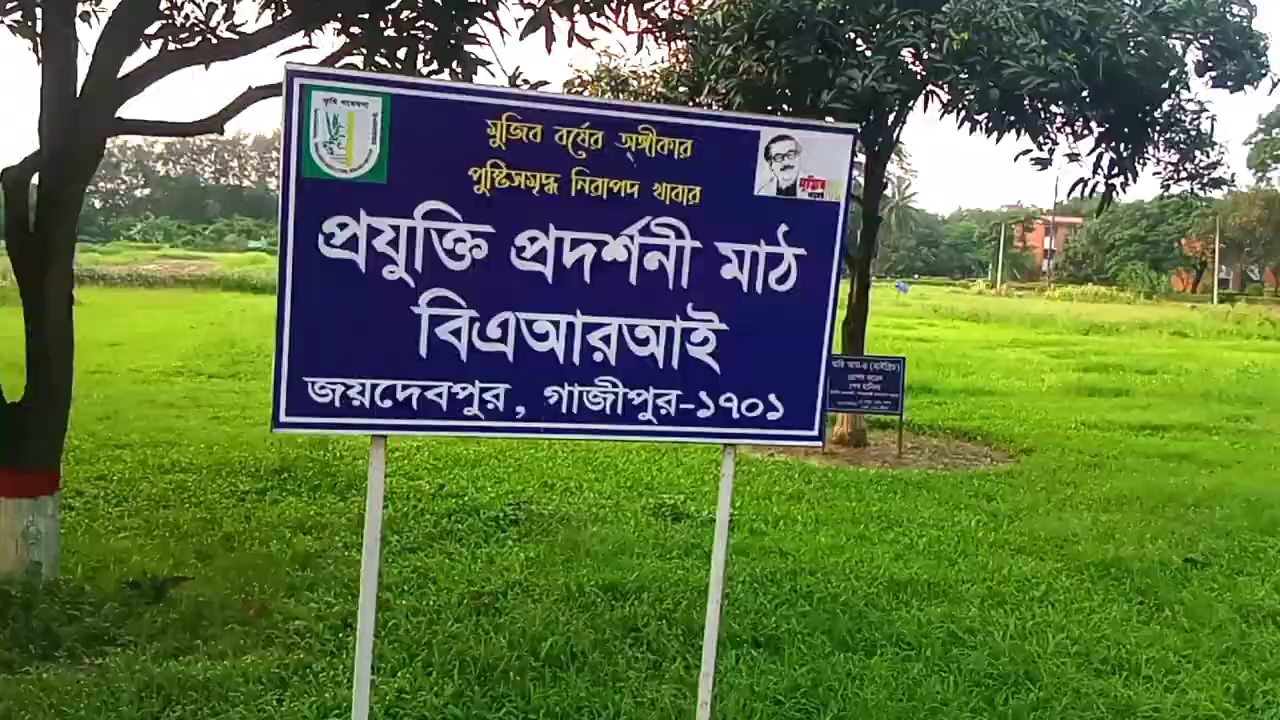 মুজিব বর্ষের অঙ্গীকার
পুষ্টিসমৃদ্ধ নিরাপদ খাবার
প্রযুক্তি প্রদর্শনী মাঠ
বিএআরআই
জয়দেবপুর, গাজীপুর-১৭০১